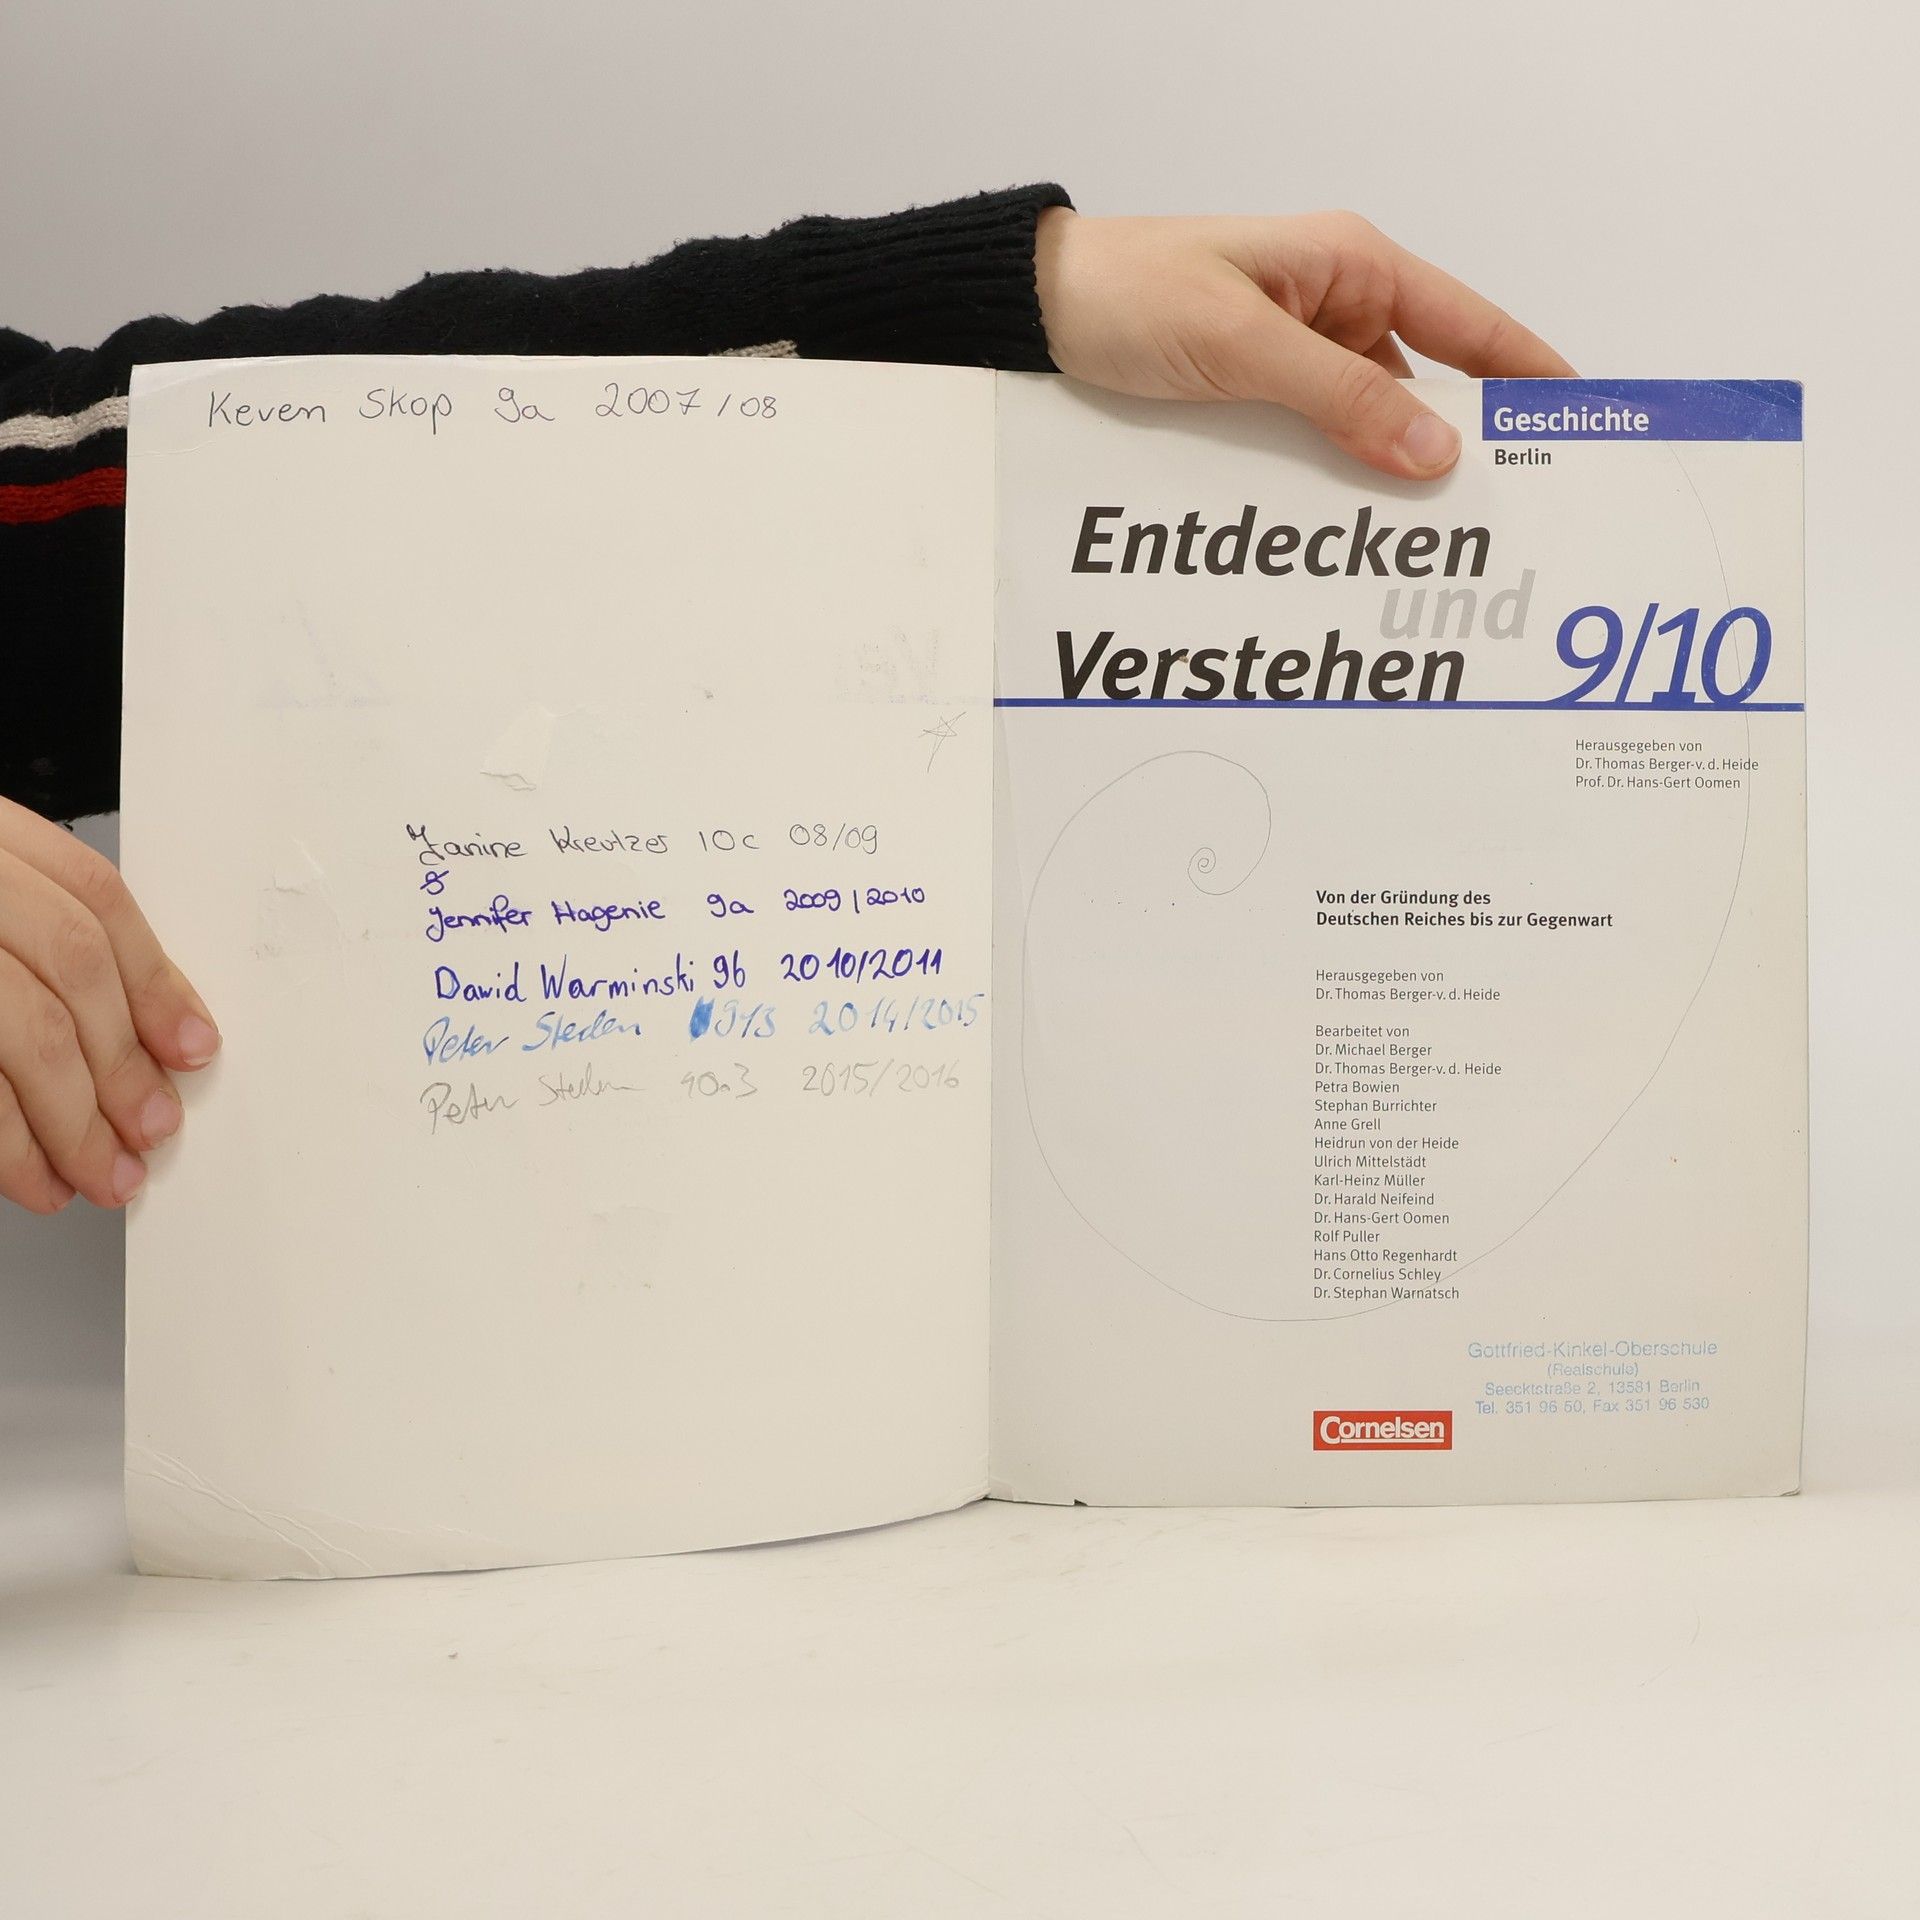 Keven Skop 9a 2007/08
Janine Kreutzer 10c 08/09
&
Jennifer Hagenie 9a 2009/2010
Dawid Warminski 9b 2010/2011
Peter Steden 913 2014/2015
Peter Steden 10.3 2015/2016
Geschichte
Berlin
Entdecken
und
Verstehen 9/10
Herausgegeben von
Dr. Thomas Berger-v. d. Heide
Prof. Dr. Hans-Gert Oomen
Von der Gründung des
Deutschen Reiches bis zur Gegenwart
Herausgegeben von
Dr. Thomas Berger-v. d. Heide
Bearbeitet von
Dr. Michael Berger
Dr. Thomas Berger-v. d. Heide
Petra Bowien
Stephan Burrichter
Anne Grell
Heidrun von der Heide
Ulrich Mittelstädt
Karl-Heinz Müller
Dr. Harald Neifeind
Dr. Hans-Gert Oomen
Rolf Puller
Hans Otto Regenhardt
Dr. Cornelius Schley
Dr. Stephan Warnatsch
Gottfried-Kinkel-Oberschule
(Realschule)
Seecktstraße 2, 13581 Berlin
Tel. 351 96 50, Fax 351 96 530
Cornelsen